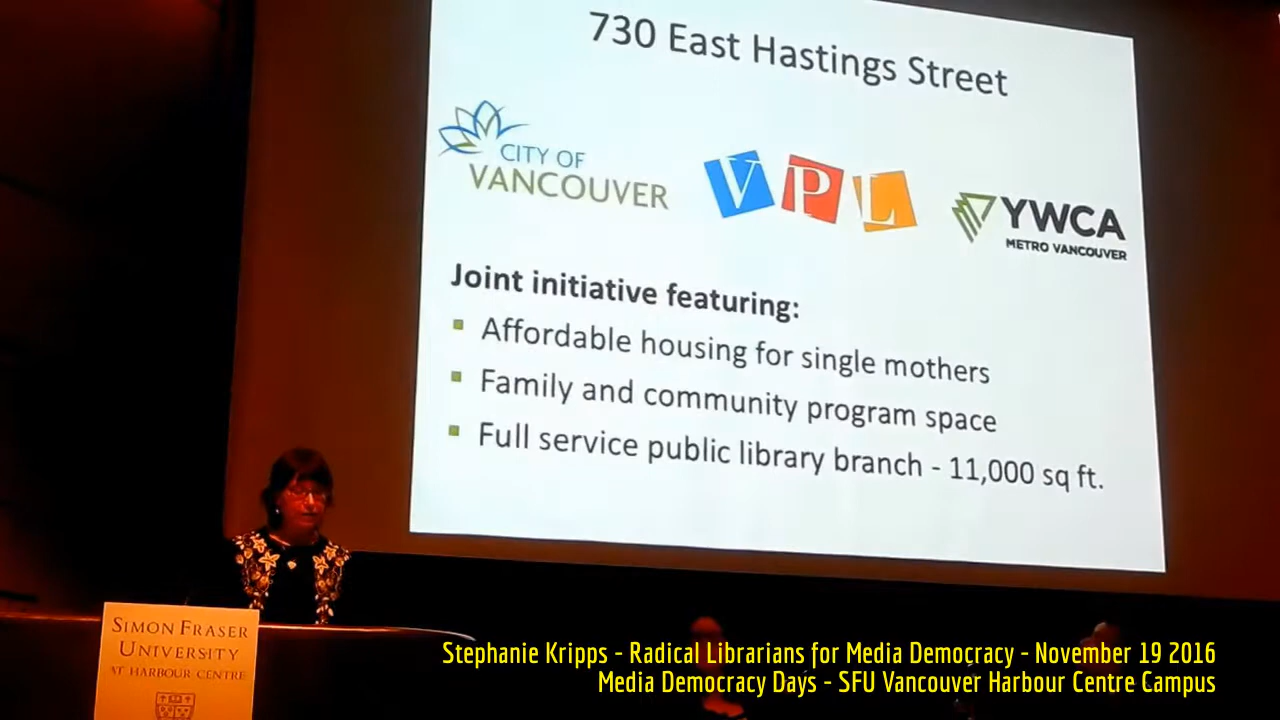 730 East Hastings Street
CITY OF
VANCOUVER
VPL
YWCA
METRO VANCOUVER
Joint initiative featuring:
Affordable housing for single mothers
Family and community program space
Full service public library branch - 11,000 sq ft.
SIMON FRASER
UNIVERSITY
AT HARBOUR CENTRE
Stephanie Kripps - Radical Librarians for Media Democracy - November 19 2016
Media Democracy Days - SFU Vancouver Harbour Centre Campus